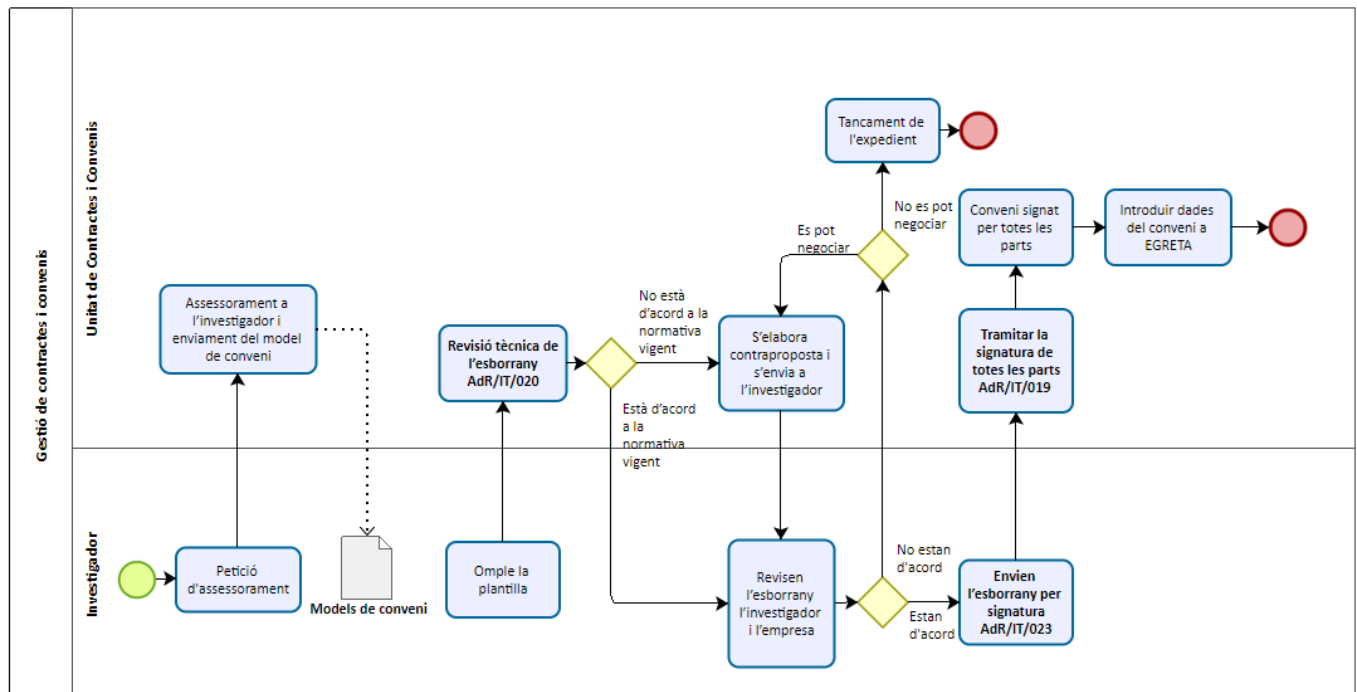 Gestió de contractes i convenis
Unitat de Contractes i Convenis
Tancament de
l'expedient
No es pot
negociar
Es pot
negociar
Conveni signat
per totes les
parts
Introduir dades
del conveni a
EGRETA
Assessorament a
l’investigador i
enviament del model
de conveni
No està
d’acord a la
normativa
vigent
Revisió tècnica de
l’esborrany
AdR/IT/020
S’elabora
contraproposta i
s’envia a
l’investigador
Tramitar la
signatura de
totes les parts
AdR/IT/019
Està d’acord
a la
normativa
vigent
Investigador
Petició
d'assessorament
Models de conveni
Omple la
plantilla
Revisen
l’esborrany
l’investigador
i l’empresa
No estan
d'acord
Estan
d'acord
Envien
l’esborrany per
signatura
AdR/IT/023